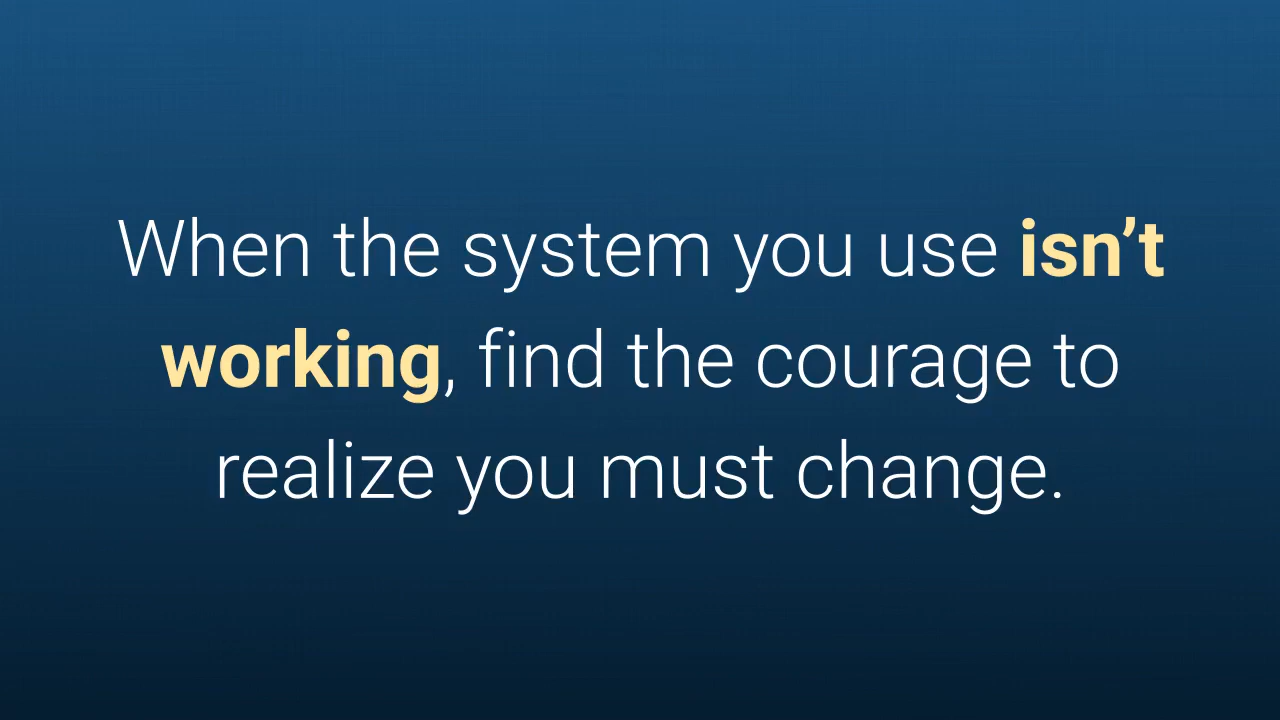 When the system you use isn’t
working, find the courage to
realize you must change.